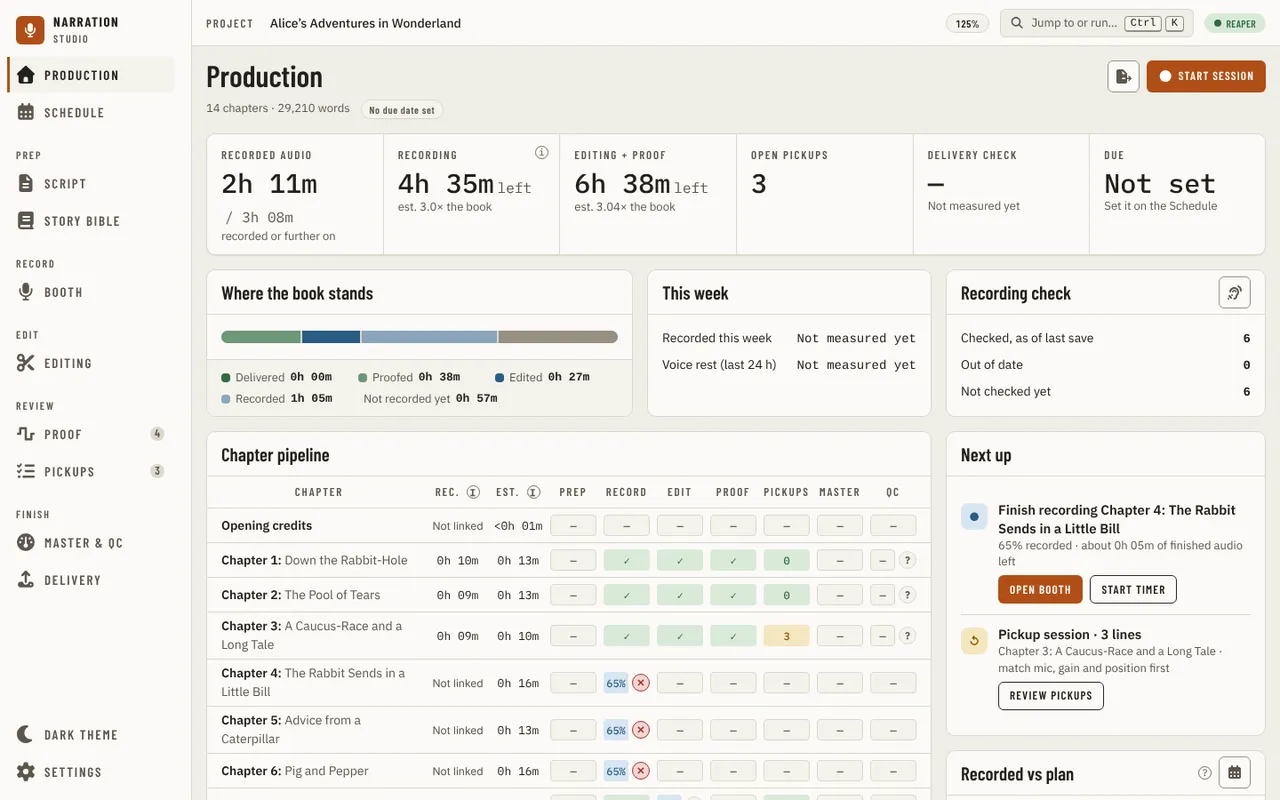 NARRATION
STUDIO
PRODUCTION
SCHEDULE
PREP
SCRIPT
STORY BIBLE
RECORD
BOOTH
EDIT
EDITING
REVIEW
PROOF 4
PICKUPS 3
FINISH
MASTER & QC
DELIVERY
DARK THEME
SETTINGS
PROJECT Alice's Adventures in Wonderland
125% Jump to or run... Ctrl K REAPER
Production
START SESSION
14 chapters · 29,210 words No due date set
RECORDED AUDIO
2h 11m
/ 3h 08m
recorded or further on
RECORDING
4h 35m left
est. 3.0× the book
EDITING + PROOF
6h 38m left
est. 3.04× the book
OPEN PICKUPS
3
DELIVERY CHECK
—
Not measured yet
DUE
Not set
Set it on the Schedule
Where the book stands
Delivered 0h 00m Proofed 0h 38m Edited 0h 27m
Recorded 1h 05m Not recorded yet 0h 57m
This week
Recorded this week Not measured yet
Voice rest (last 24 h) Not measured yet
Recording check
Checked, as of last save 6
Out of date 0
Not checked yet 6
Chapter pipeline
CHAPTER REC. EST. PREP RECORD EDIT PROOF PICKUPS MASTER QC
Opening credits Not linked <0h 01m — — — — — — —
Chapter 1: Down the Rabbit-Hole 0h 10m 0h 13m — ✓ ✓ ✓ 0 — — ?
Chapter 2: The Pool of Tears 0h 09m 0h 13m — ✓ ✓ ✓ 0 — — ?
Chapter 3: A Caucus-Race and a
Long Tale 0h 09m 0h 10m — ✓ ✓ ✓ 3 — — ?
Chapter 4: The Rabbit Sends in a
Little Bill Not linked 0h 16m — 65% — — — — —
Chapter 5: Advice from a
Caterpillar Not linked 0h 13m — 65% — — — — —
Chapter 6: Pig and Pepper Not linked 0h 16m — 65% — — — — —
Next up
Finish recording Chapter 4: The Rabbit
Sends in a Little Bill
65% recorded · about 0h 05m of finished audio
left
OPEN BOOTH START TIMER
Pickup session · 3 lines
Chapter 3: A Caucus-Race and a Long Tale ·
match mic, gain and position first
REVIEW PICKUPS
Recorded vs plan ?